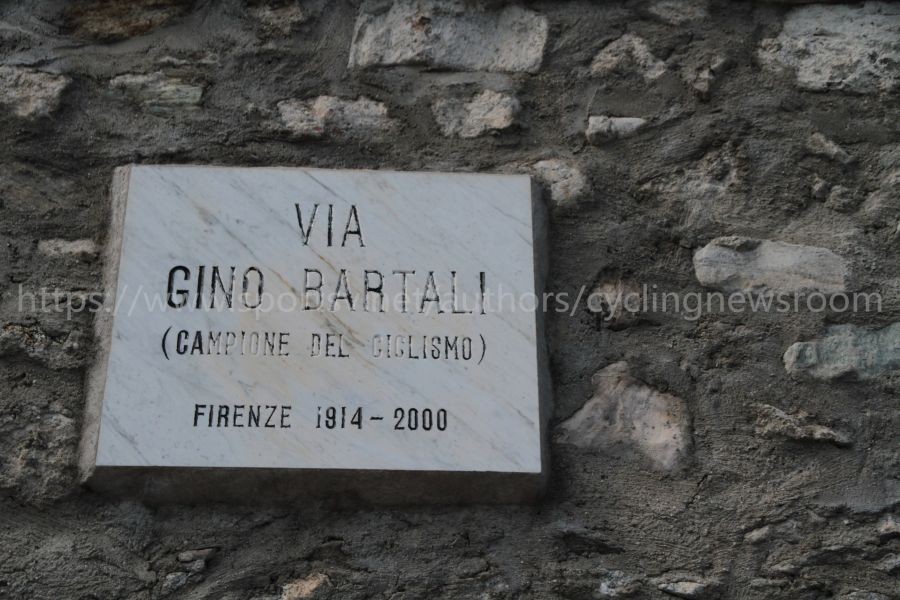 VIA
GINO BARTALI
(CAMPIONE DEL CICLISMO)
FIRENZE 1914-2000